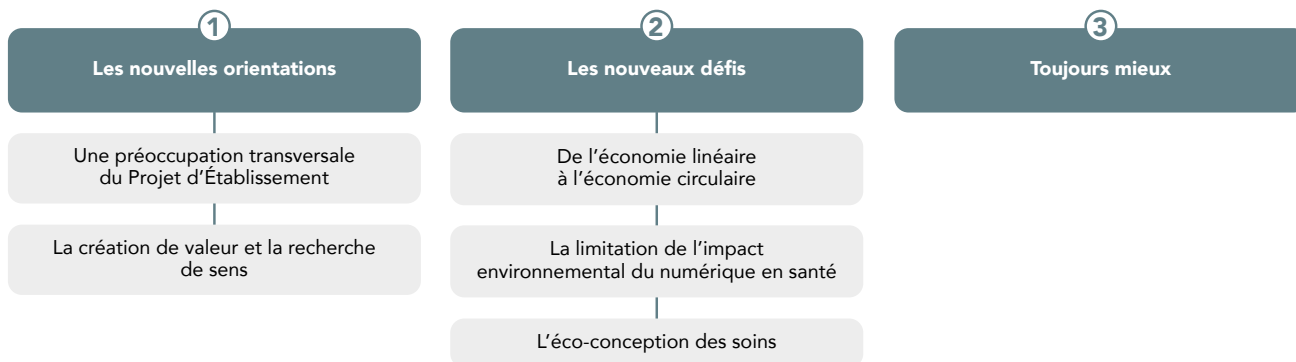 1
Les nouvelles orientations
Une préoccupation transversale
du Projet d’Établissement
La création de valeur et la recherche
de sens
2
Les nouveaux défis
De l’économie linéaire
à l’économie circulaire
La limitation de l’impact
environnemental du numérique en santé
L’éco-conception des soins
3
Toujours mieux